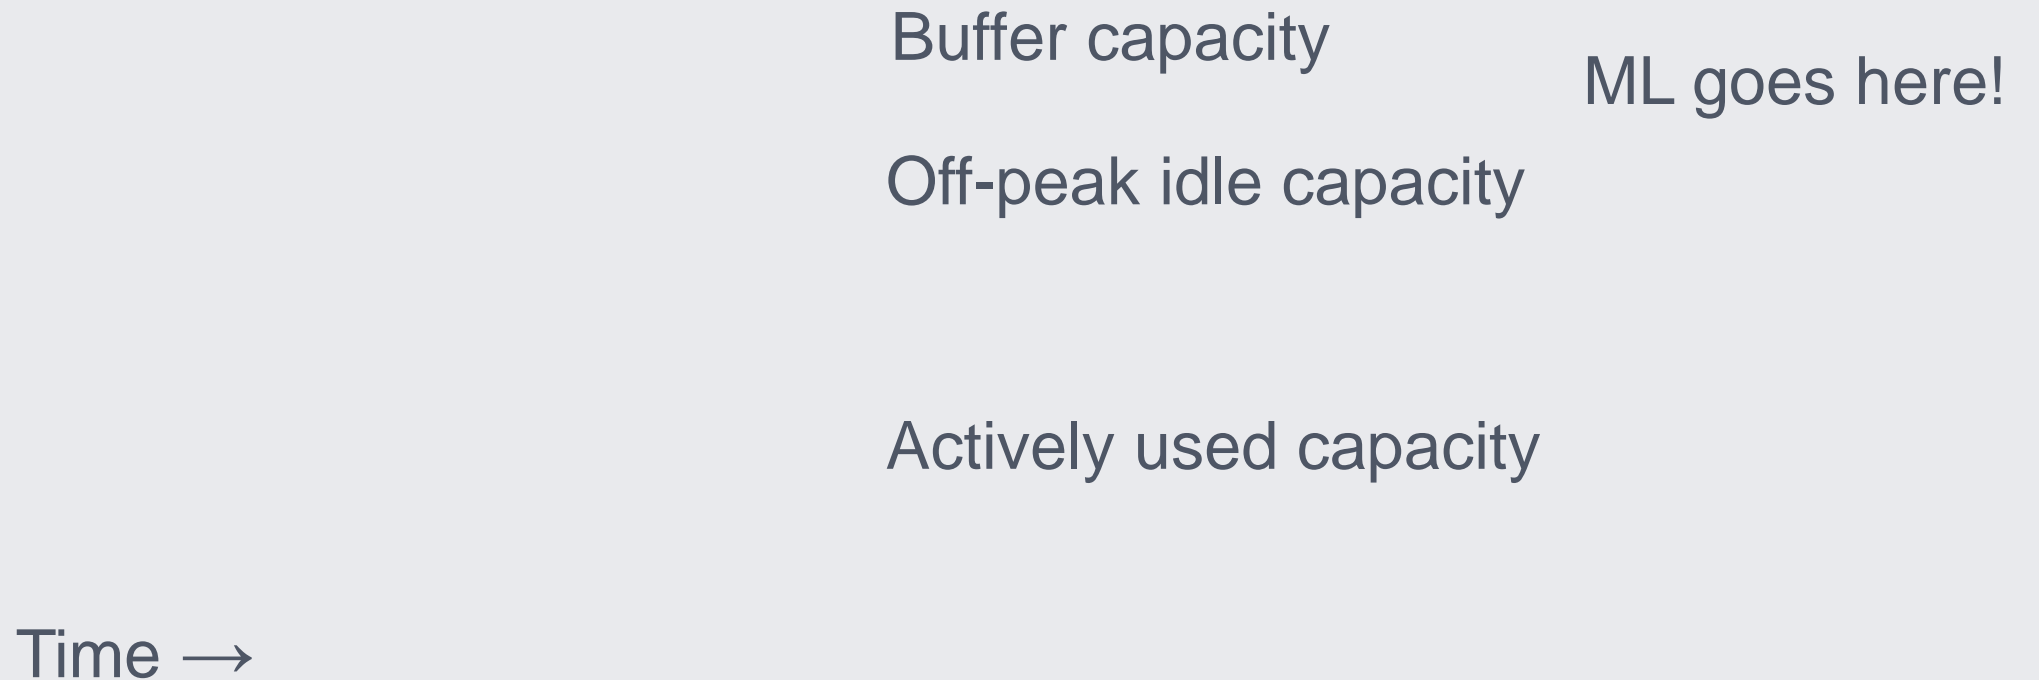 Buffer capacity
ML goes here!
Off-peak idle capacity
Actively used capacity
Time →